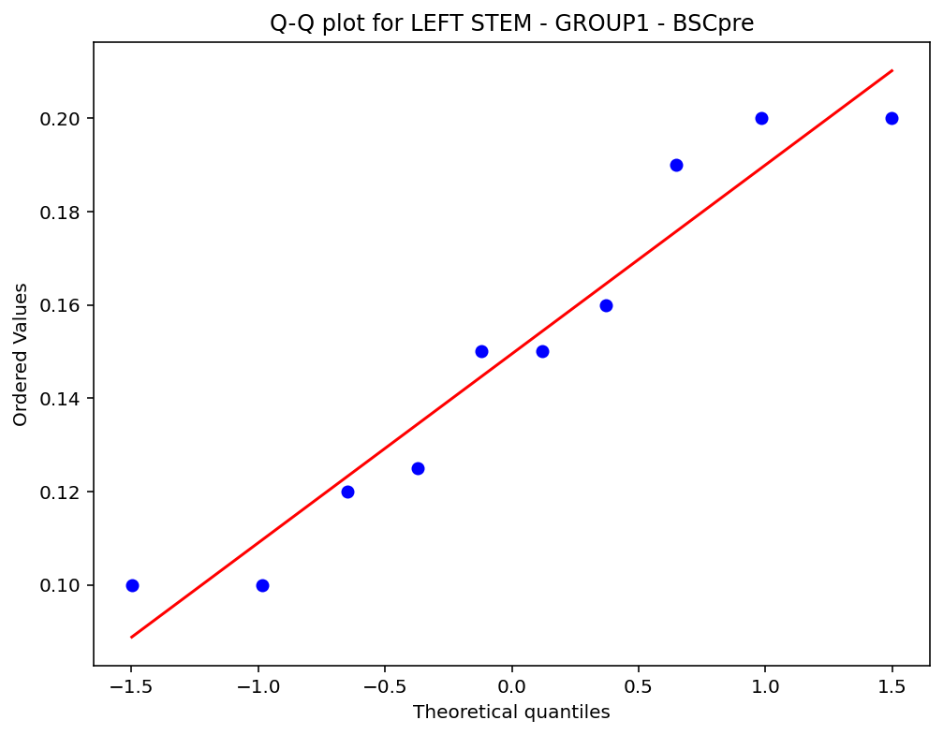 Q-Q plot for LEFT STEM - GROUP1 - BSCpre
Ordered Values
0.20
0.18
0.16
0.14
0.12
0.10
−1.5 −1.0 −0.5 0.0 0.5 1.0 1.5
Theoretical quantiles